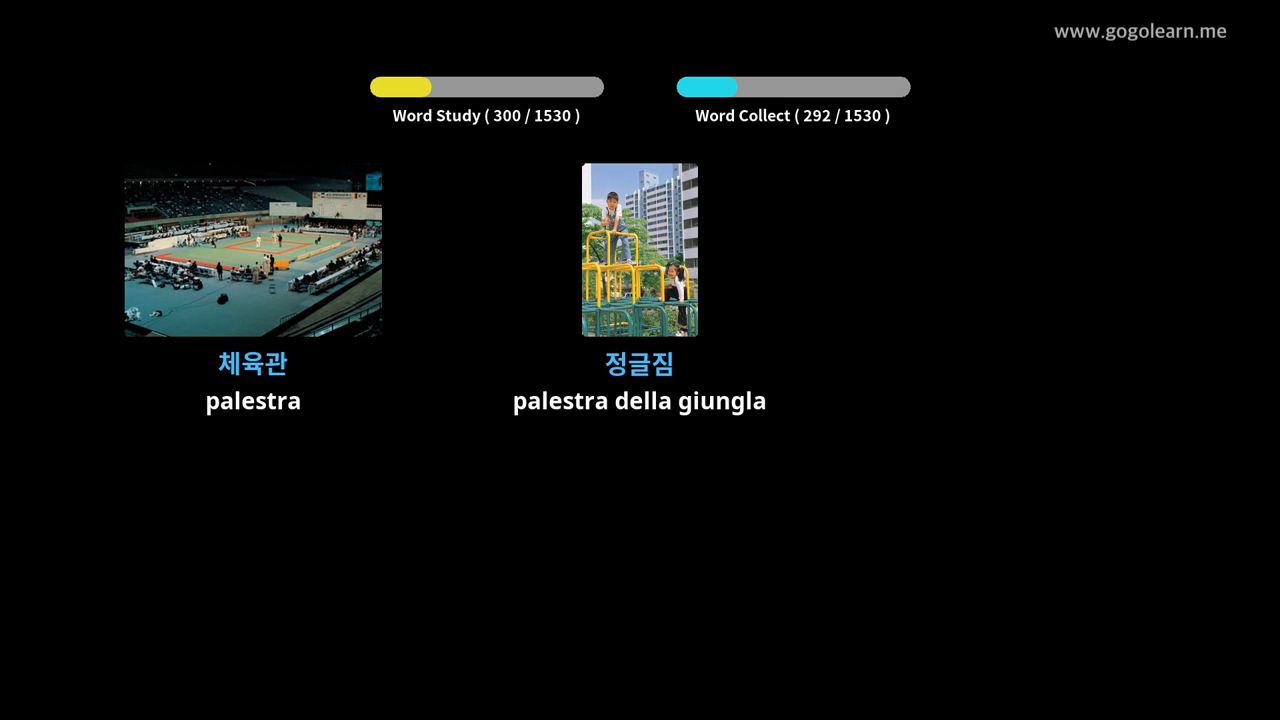 www.gogolearn.me
Word Study ( 300 / 1530 )
Word Collect ( 292 / 1530 )
체육관
palestra
정글짐
palestra della giungla